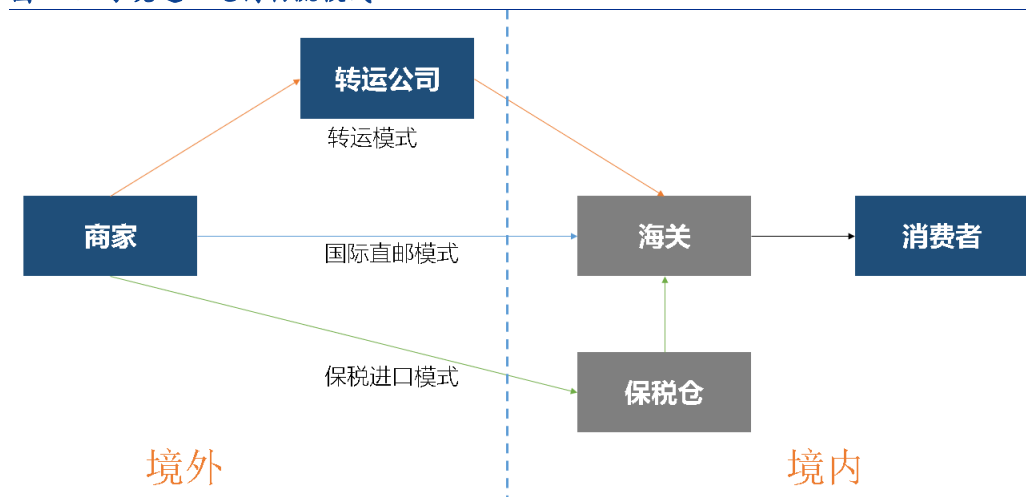 转运公司
转运模式
商家
海关
消费者
国际直邮模式
保税进口模式
保税仓
境外
境内